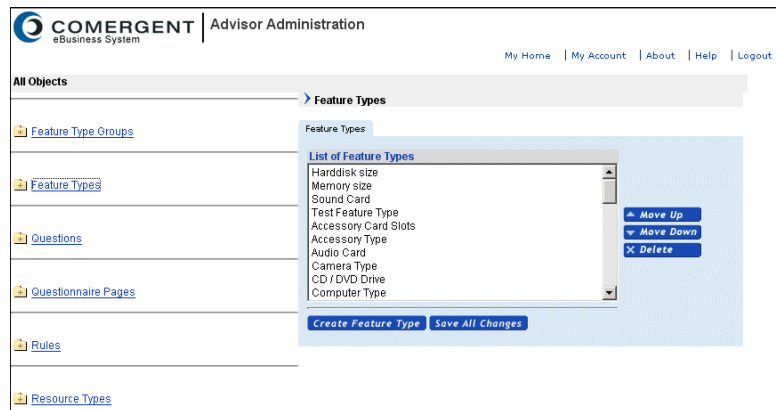 COMERGENT
eBusiness System
Advisor Administration
My Home | My Account | About | Help | Logout
All Objects
Feature Type Groups
Feature Types
Questions
Questionnaire Pages
Rules
Resource Types
Feature Types
Feature Types
List of Feature Types
Harddisk size
Memory size
Sound Card
Test Feature Type
Accessory Card Slots
Accessory Type
Audio Card
Camera Type
CD / DVD Drive
Computer Type
Move Up
Move Down
Delete
Create Feature Type
Save All Changes